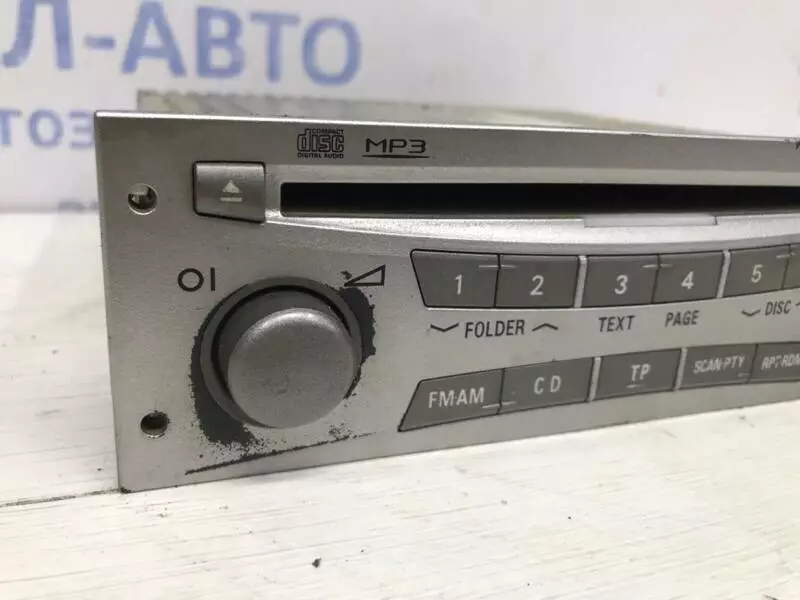 Л-АВТО
COMPACT
disc
DIGITAL AUDIO
MP3
1 2 3 4 5
FOLDER TEXT PAGE DISC
FM·AM CD TP SCAN·PTY RPT·RDM